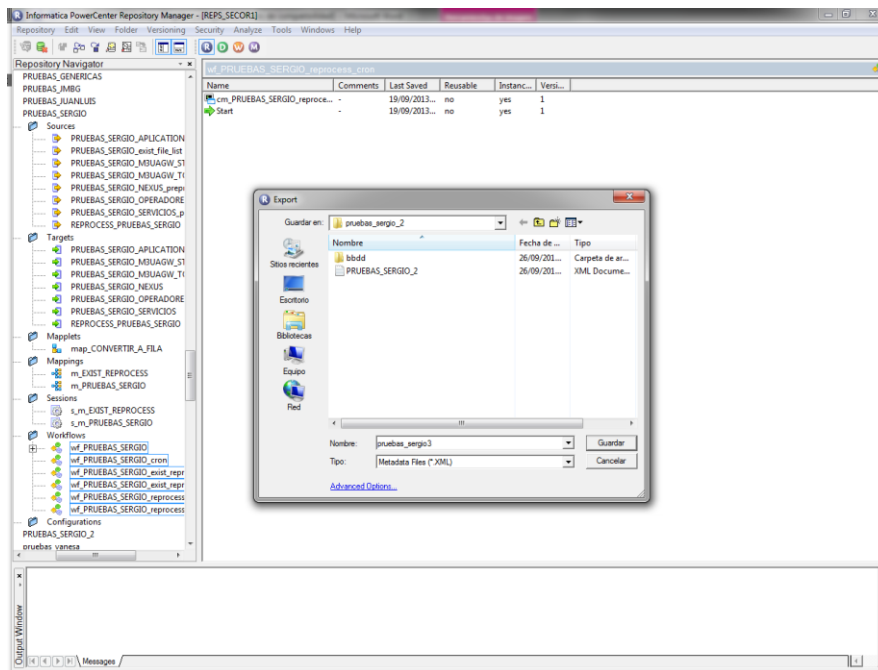 Informatica PowerCenter Repository Manager - [REPS_SECOR1]
Repository Edit View Folder Versioning Security Analyze Tools Windows Help
Repository Navigator
PRUEBAS_GENERICAS
PRUEBAS_JMBG
PRUEBAS_JUANLUIS
PRUEBAS_SERGIO
Sources
PRUEBAS_SERGIO_APLICATION
PRUEBAS_SERGIO_exist_file_list
PRUEBAS_SERGIO_M3UAGW_ST
PRUEBAS_SERGIO_M3UAGW_T(
PRUEBAS_SERGIO_NEXUS_prepr
PRUEBAS_SERGIO_OPERADORE
PRUEBAS_SERGIO_SERVICIOS_p
REPROCESS_PRUEBAS_SERGIO
Targets
PRUEBAS_SERGIO_APLICATION
PRUEBAS_SERGIO_M3UAGW_ST
PRUEBAS_SERGIO_M3UAGW_T(
PRUEBAS_SERGIO_NEXUS
PRUEBAS_SERGIO_OPERADORE
PRUEBAS_SERGIO_SERVICIOS
REPROCESS_PRUEBAS_SERGIO
Mapplets
map_CONVERTIR_A_FILA
Mappings
m_EXIST_REPROCESS
m_PRUEBAS_SERGIO
Sessions
s_m_EXIST_REPROCESS
s_m_PRUEBAS_SERGIO
Workflows
wf_PRUEBAS_SERGIO
wf_PRUEBAS_SERGIO_cron
wf_PRUEBAS_SERGIO_exist_repr
wf_PRUEBAS_SERGIO_exist_repr
wf_PRUEBAS_SERGIO_reprocess
wf_PRUEBAS_SERGIO_reprocess
Configurations
PRUEBAS_SERGIO_2
pruebas vanesa
wf_PRUEBAS_SERGIO_reprocess_cron
Name Comments Last Saved Reusable Instanc... Versi...
cm_PRUEBAS_SERGIO_reproce... - 19/09/2013... no yes 1
Start - 19/09/2013... no yes 1
Export
Guardar en: pruebas_sergio_2
Sitios recientes
Escritorio
Bibliotecas
Equipo
Red
Nombre Fecha de ... Tipo
bbdd 26/09/201... Carpeta de ar...
PRUEBAS_SERGIO_2 26/09/201... XML Docume...
Nombre: pruebas_sergio3 Guardar
Tipo: Metadata Files (*.XML) Cancelar
Advanced Options...
Output Window
Messages